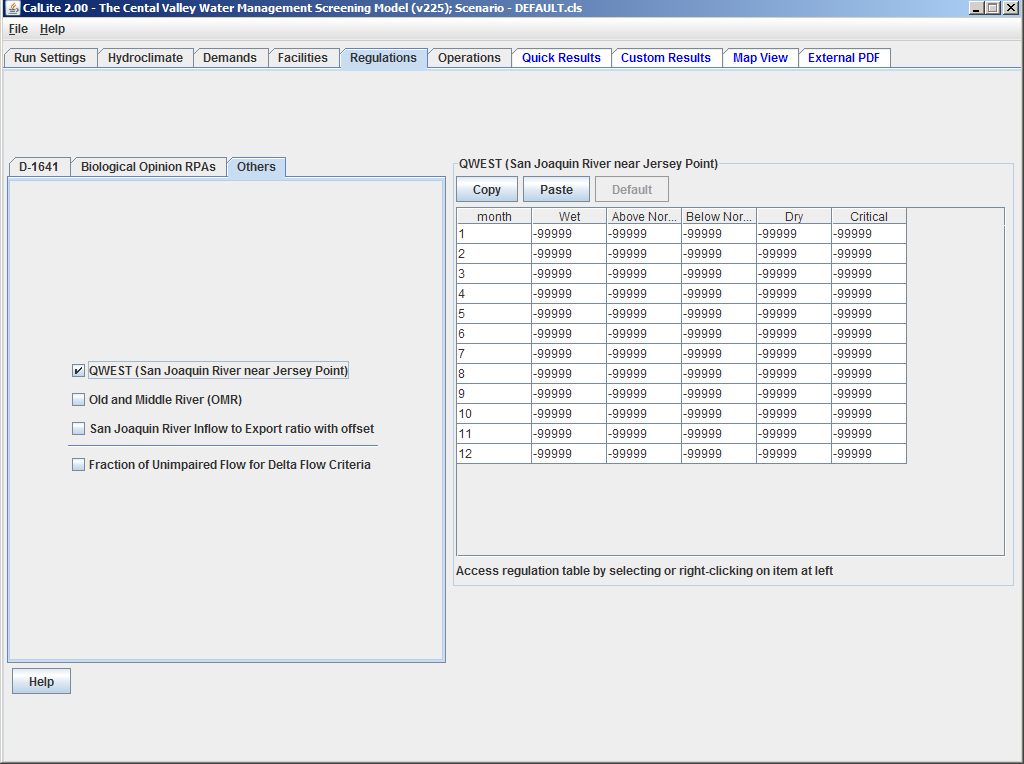 CalLite 2.00 - The Cental Valley Water Management Screening Model (v225); Scenario - DEFAULT.cls
File Help
Run Settings Hydroclimate Demands Facilities Regulations Operations Quick Results Custom Results Map View External PDF
D-1641 Biological Opinion RPAs Others
QWEST (San Joaquin River near Jersey Point)
Old and Middle River (OMR)
San Joaquin River Inflow to Export ratio with offset
Fraction of Unimpaired Flow for Delta Flow Criteria
Help
QWEST (San Joaquin River near Jersey Point)
Copy Paste Default
month Wet Above Nor... Below Nor... Dry Critical
1 -99999 -99999 -99999 -99999 -99999
2 -99999 -99999 -99999 -99999 -99999
3 -99999 -99999 -99999 -99999 -99999
4 -99999 -99999 -99999 -99999 -99999
5 -99999 -99999 -99999 -99999 -99999
6 -99999 -99999 -99999 -99999 -99999
7 -99999 -99999 -99999 -99999 -99999
8 -99999 -99999 -99999 -99999 -99999
9 -99999 -99999 -99999 -99999 -99999
10 -99999 -99999 -99999 -99999 -99999
11 -99999 -99999 -99999 -99999 -99999
12 -99999 -99999 -99999 -99999 -99999
Access regulation table by selecting or right-clicking on item at left